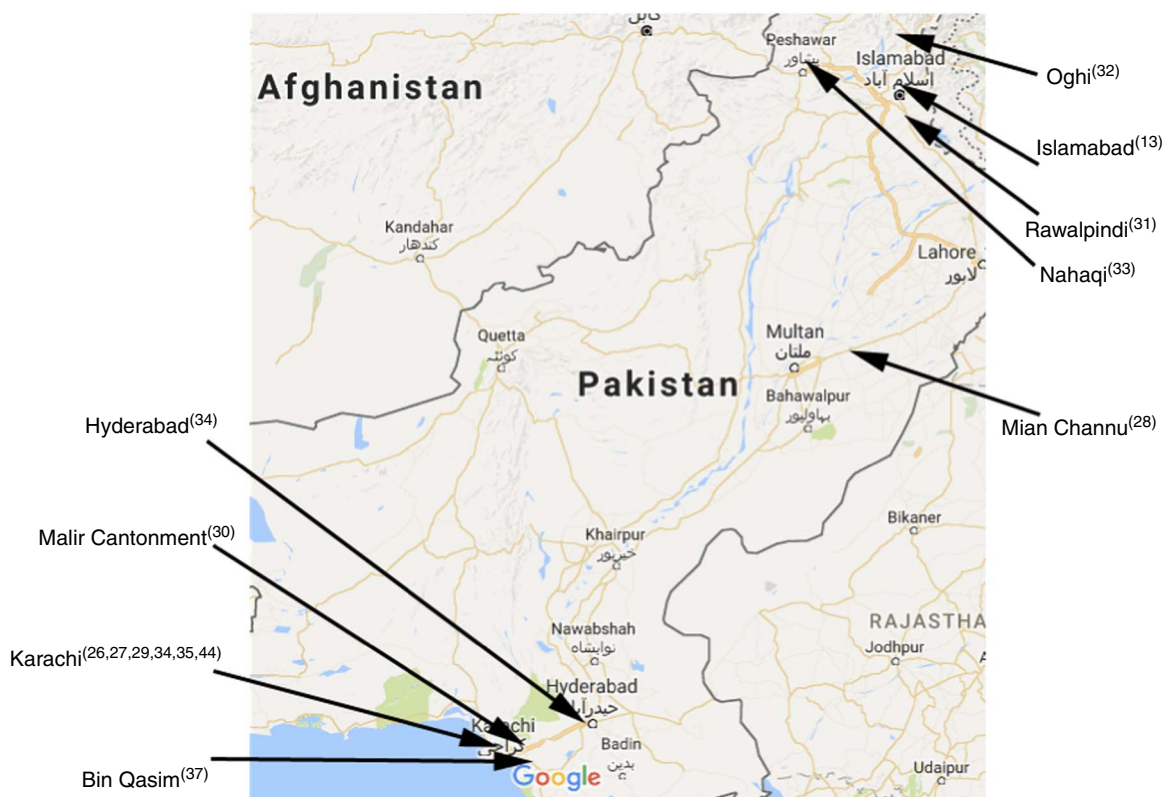 کابل
Peshawar
پشاور
Islamabad
اسلام آباد
Oghi(32)
Afghanistan
Islamabad(13)
Kandahar
کندهار
Rawalpindi(31)
Lahore
لاہور
Nahaqi(33)
Quetta
کوئٹہ
Multan
ملتان
Pakistan
Bahawalpur
بہاولپور
Mian Channu(28)
Hyderabad(34)
Bikaner
Malir Cantonment(30)
Khairpur
خیرپور
RAJASTHA
Nawabshah
نوابشاہ
Jodhpur
Karachi(26,27,29,34,35,44)
Hyderabad
حیدرآباد
Karachi
کراچی
Badin
بدین
Bin Qasim(37)
Google
Udaipur